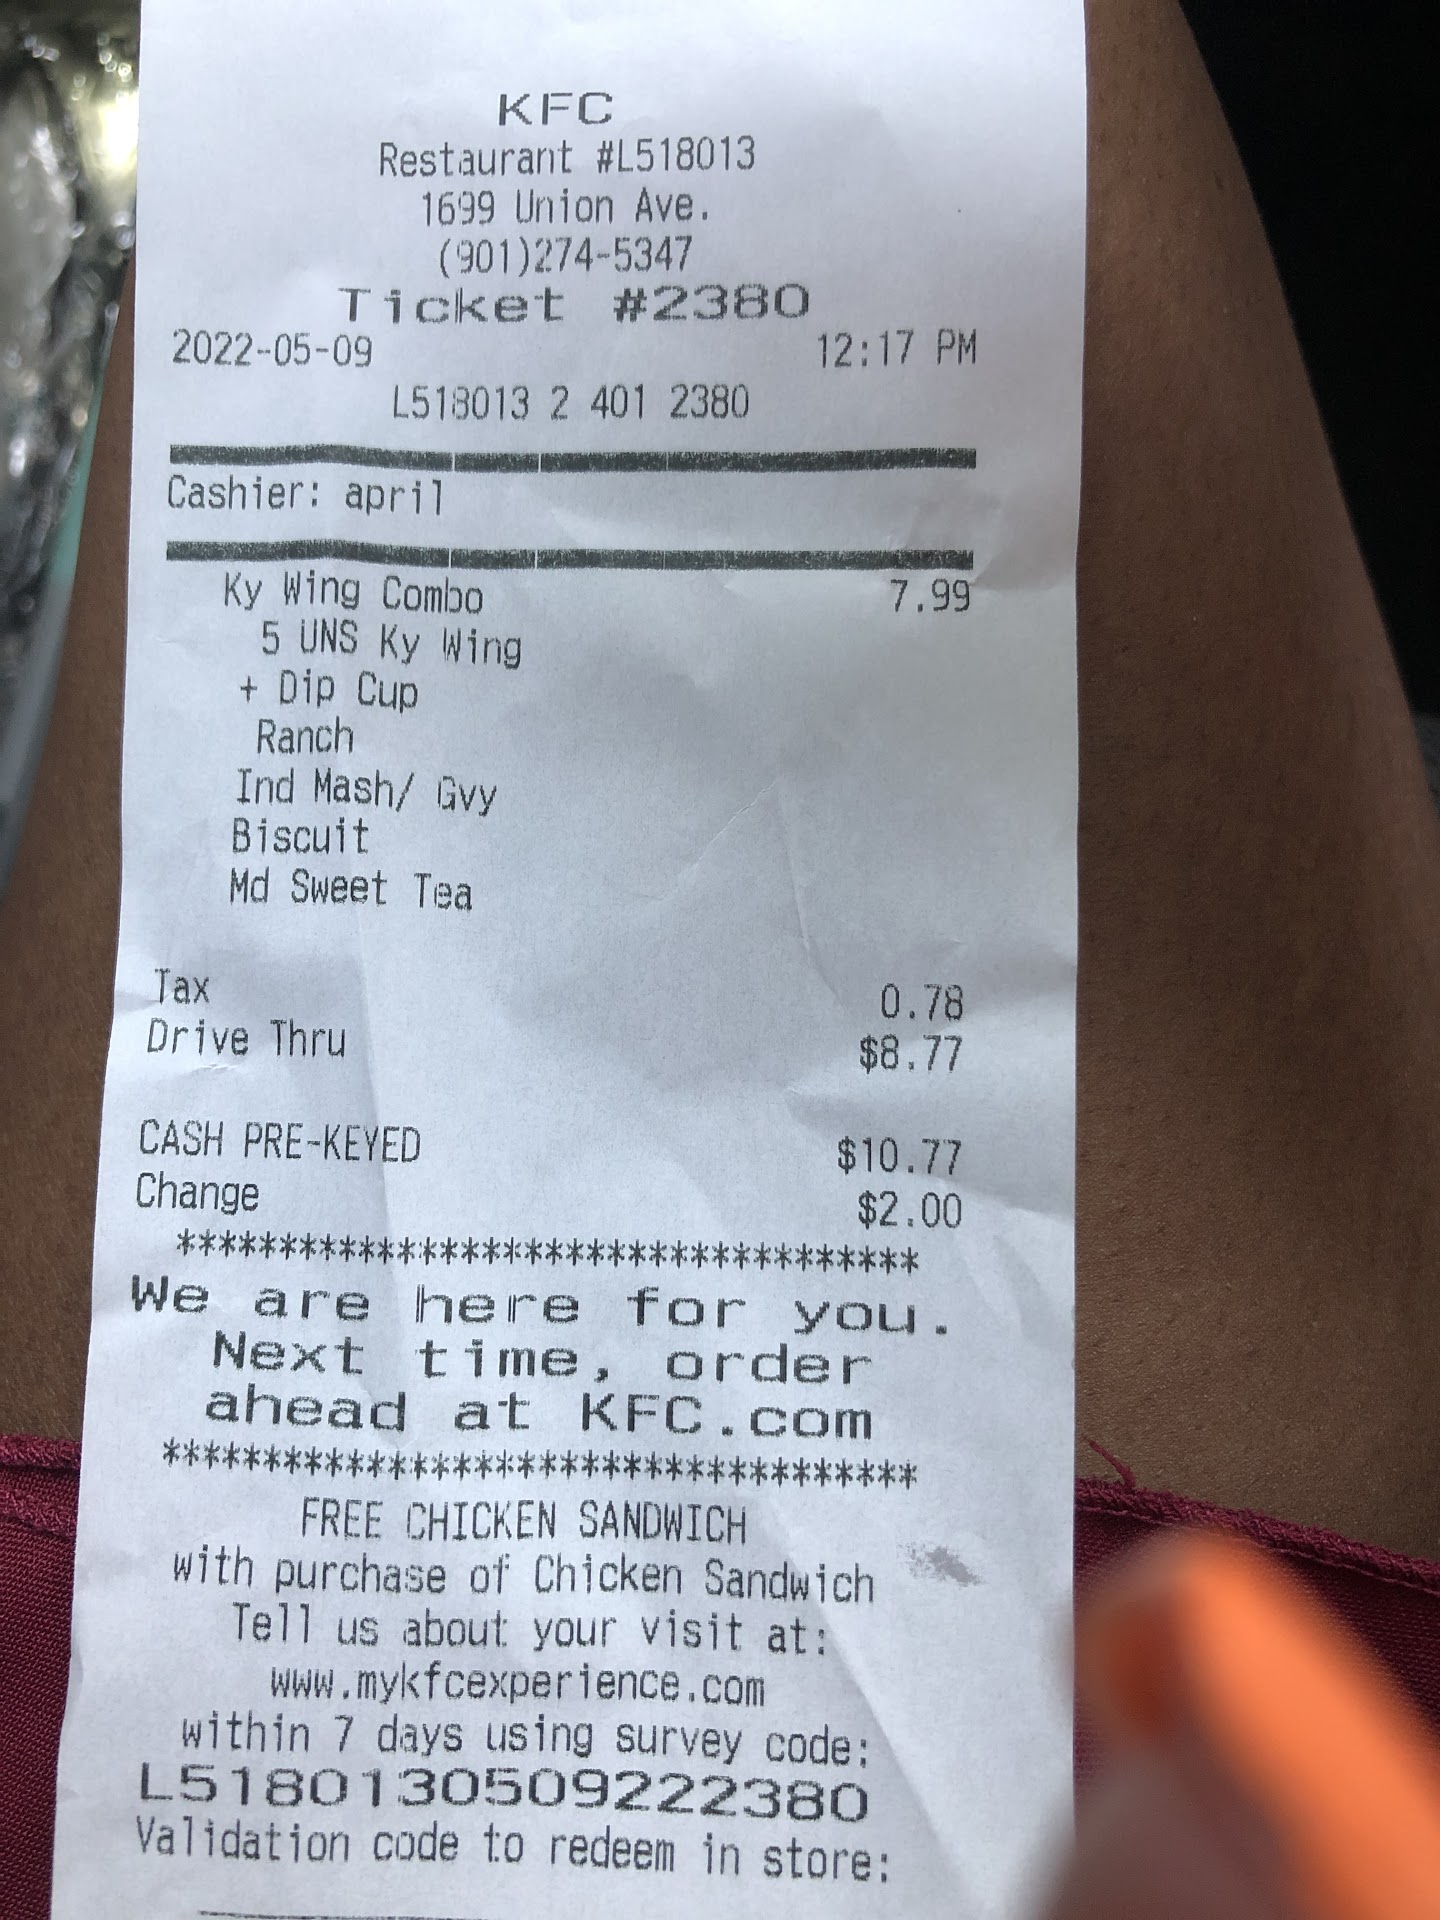 KFC
Restaurant #L518013
1699 Union Ave.
(901)274-5347
Ticket #2380
2022-05-09 12:17 PM
L518013 2 401 2380
Cashier: april
Ky Wing Combo 7.99
5 UNS Ky Wing
+ Dip Cup
Ranch
Ind Mash/ Gvy
Biscuit
Md Sweet Tea
Tax 0.78
Drive Thru $8.77
CASH PRE-KEYED $10.77
Change $2.00
************************************
We are here for you.
Next time, order
ahead at KFC.com
************************************
FREE CHICKEN SANDWICH
with purchase of Chicken Sandwich
Tell us about your visit at:
www.mykfcexperience.com
within 7 days using survey code:
L5180130509222380
Validation code to redeem in store: